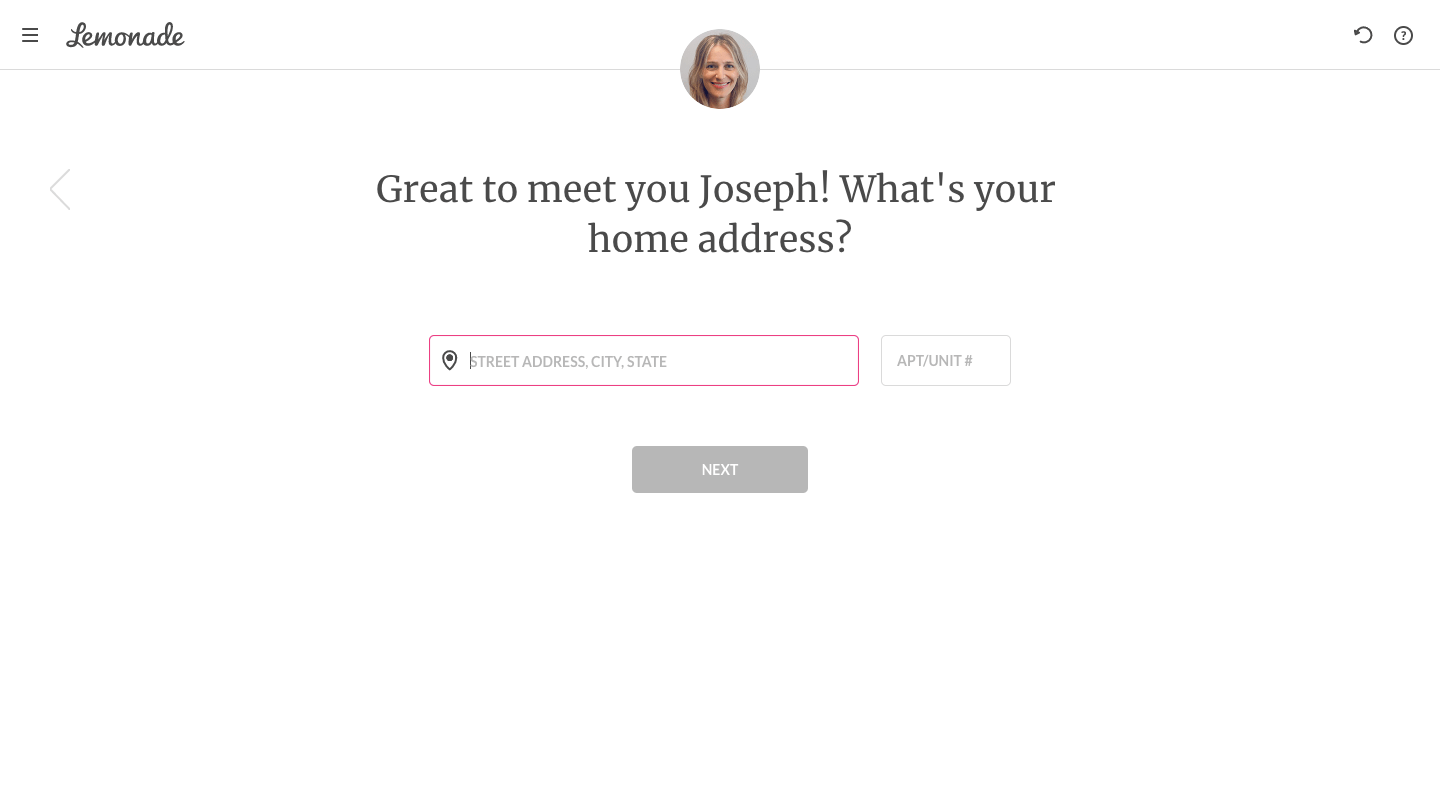 Lemonade
?
Great to meet you Joseph! What's your
home address?
STREET ADDRESS, CITY, STATE
APT/UNIT #
NEXT